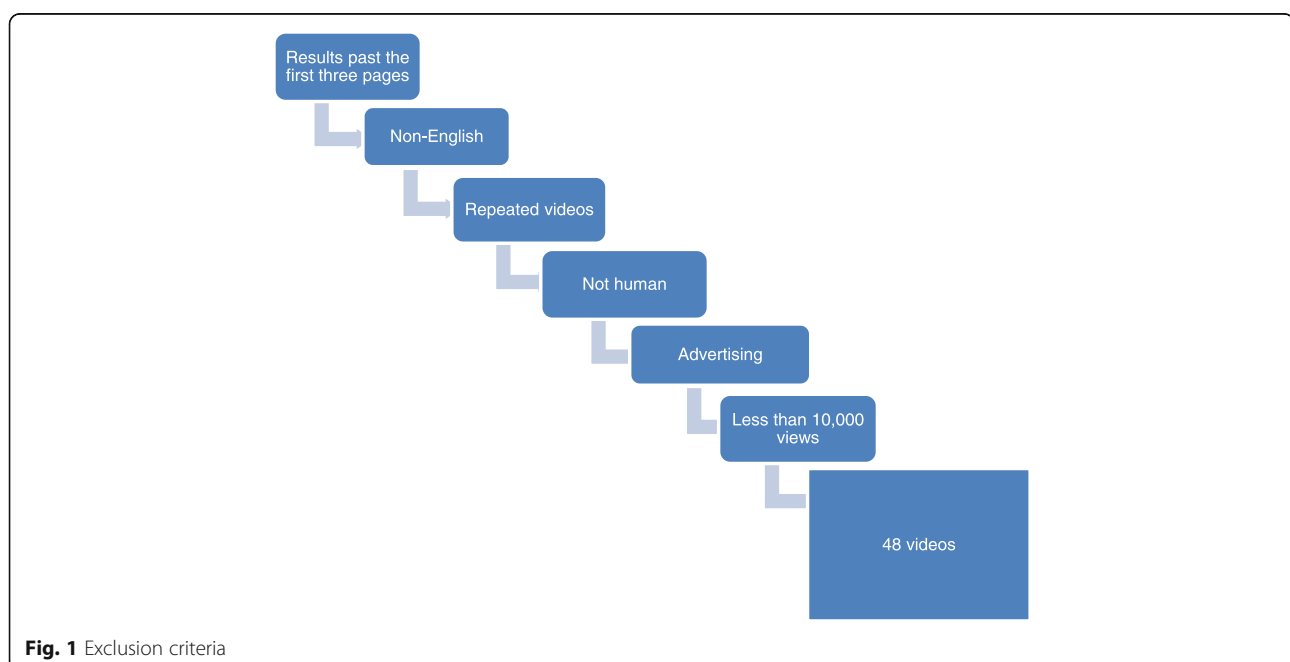 Results past the
first three pages
Non-English
Repeated videos
Not human
Advertising
Less than 10,000
views
48 videos
Fig. 1 Exclusion criteria